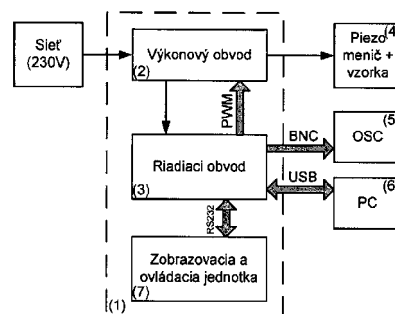 Sieť
(230V)
Výkonový obvod
(2)
(4)
Piezo
menič +
vzorka
PWM
BNC
(5)
OSC
Riadiaci obvod
(3)
USB
(6)
PC
RS232
Zobrazovacia a
ovládacia jednotka
(7)
(1)